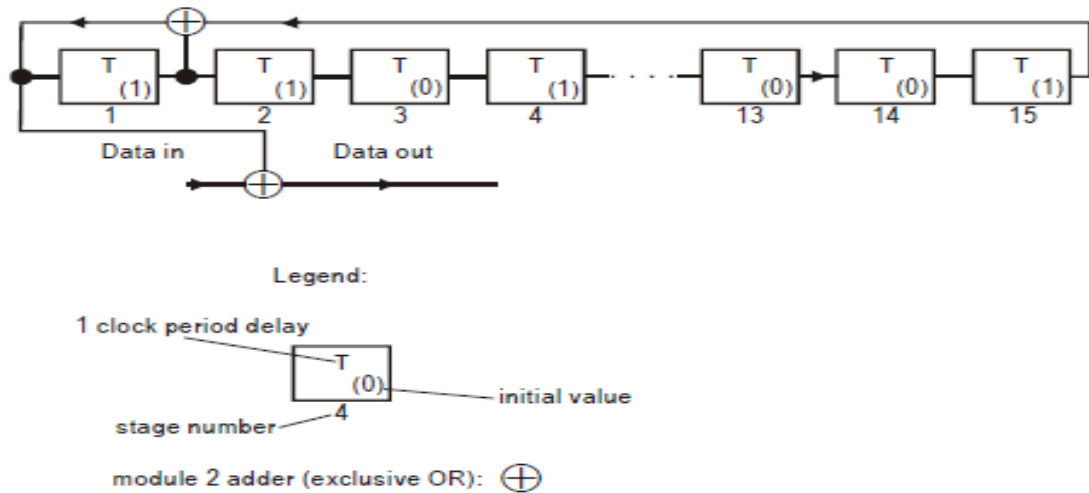 T T T T T T T
(1) (1) (0) (1) (0) (0) (1)
1 2 3 4 13 14 15
Data in Data out
Legend:
1 clock period delay
T
(0)
initial value
4
stage number
module 2 adder (exclusive OR):